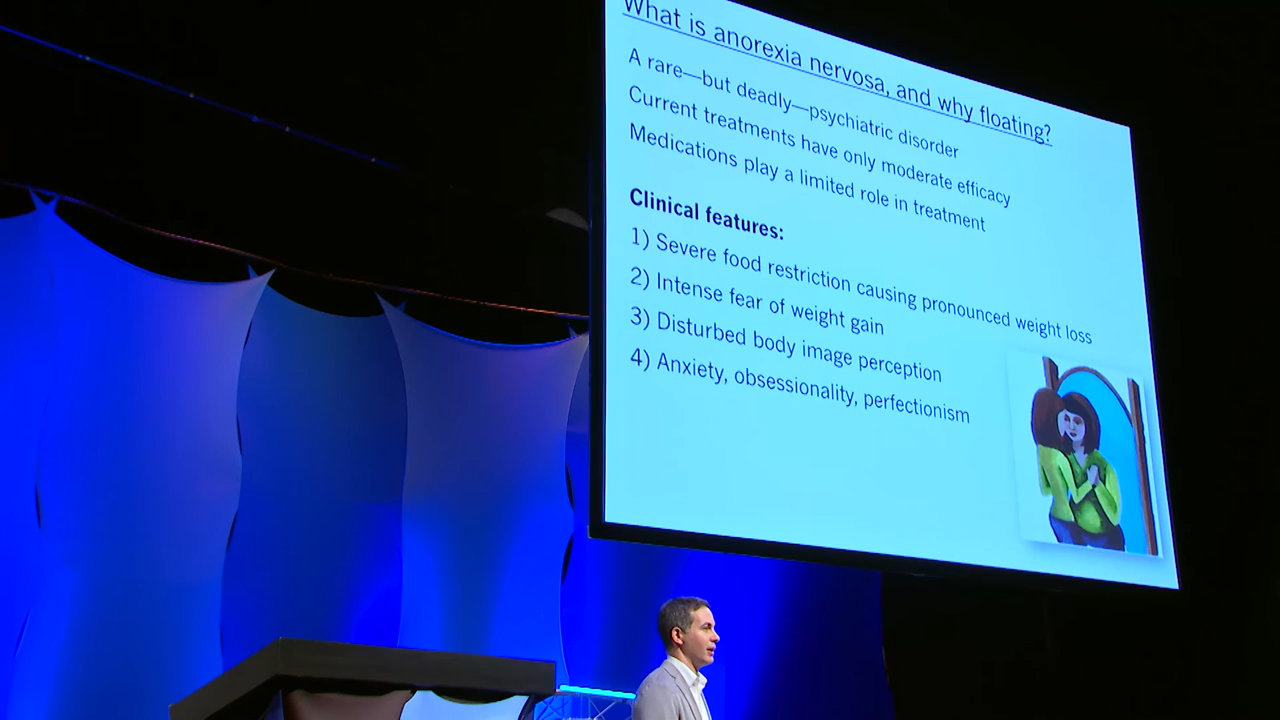 What is anorexia nervosa, and why floating?
A rare—but deadly—psychiatric disorder
Current treatments have only moderate efficacy
Medications play a limited role in treatment
Clinical features:
1) Severe food restriction causing pronounced weight loss
2) Intense fear of weight gain
3) Disturbed body image perception
4) Anxiety, obsessionality, perfectionism